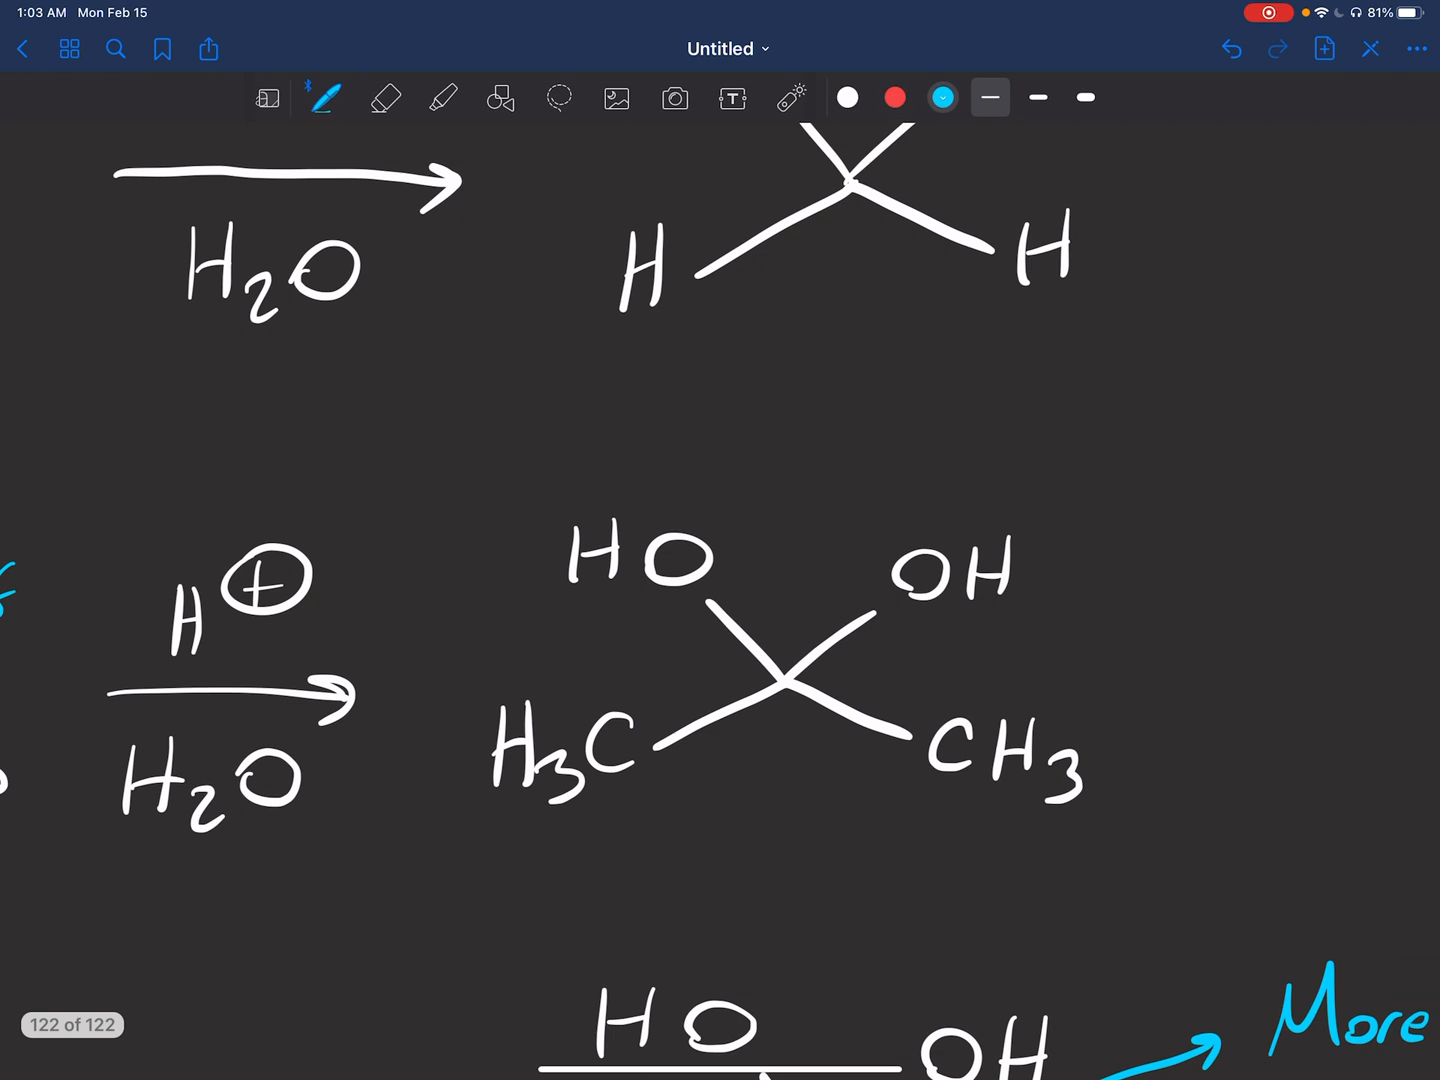 1:03 AM Mon Feb 15
81%
Untitled
T
H₂O
H H
H⊕
H₂O
HO OH
H₃C CH₃
122 of 122
HO OH
More